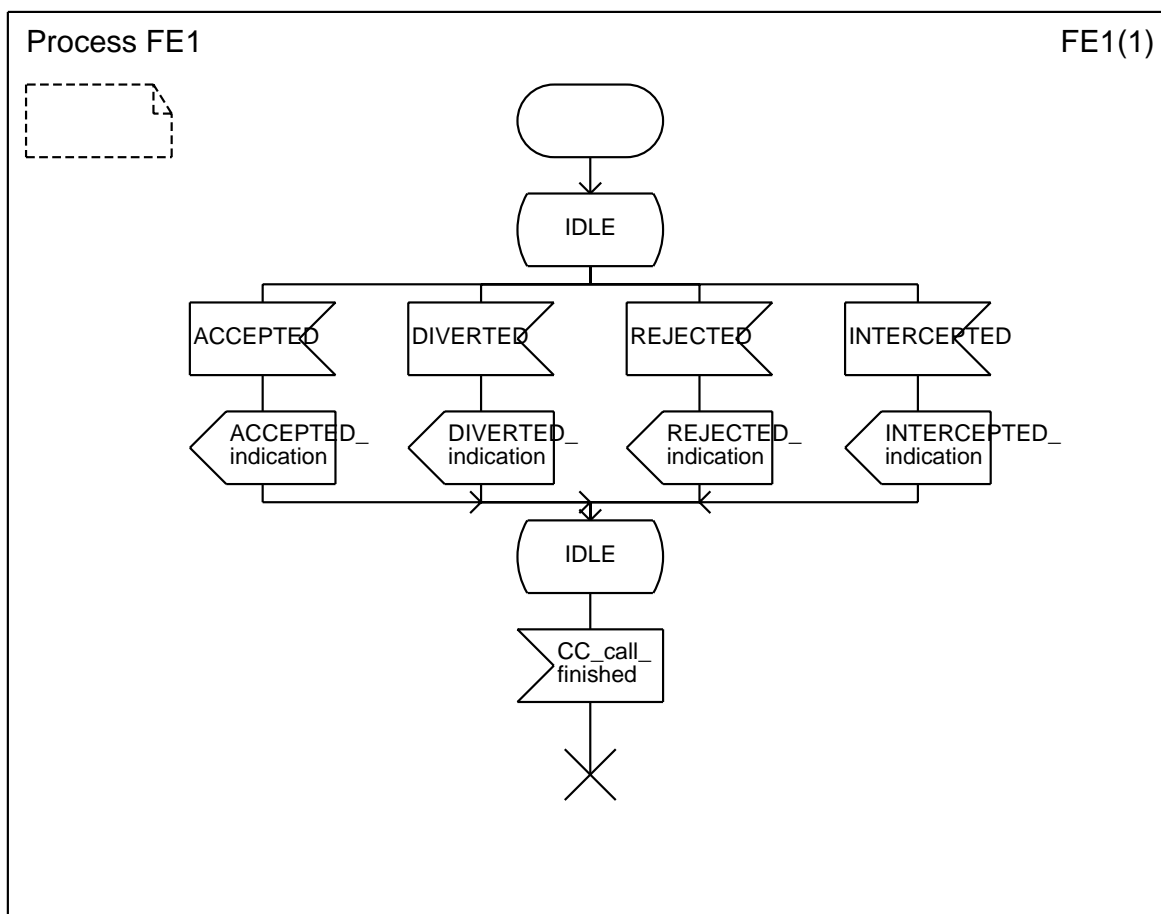 Process FE1
FE1(1)
IDLE
ACCEPTED
DIVERTED
REJECTED
INTERCEPTED
ACCEPTED_
indication
DIVERTED_
indication
REJECTED_
indication
INTERCEPTED_
indication
IDLE
CC_call_
finished